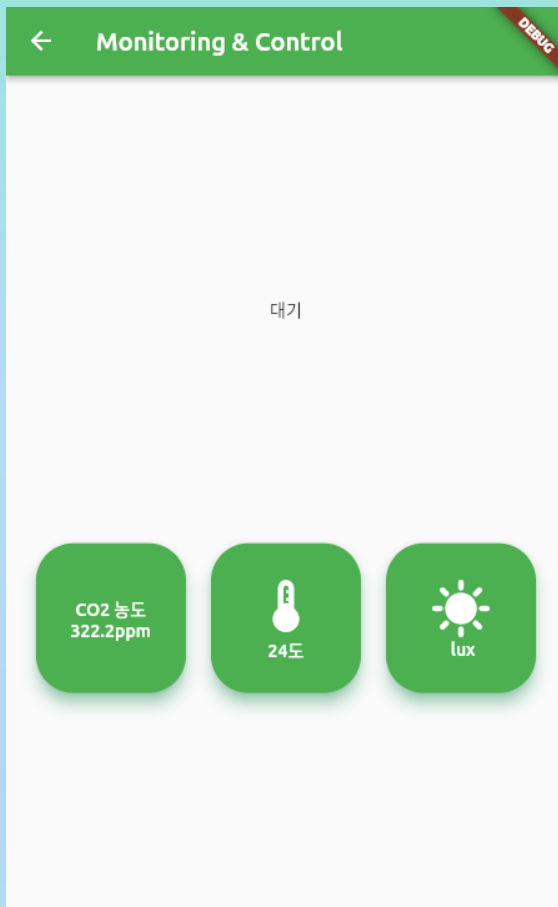 Monitoring & Control
DEBUG
대기
CO2 농도
322.2ppm
24도
lux